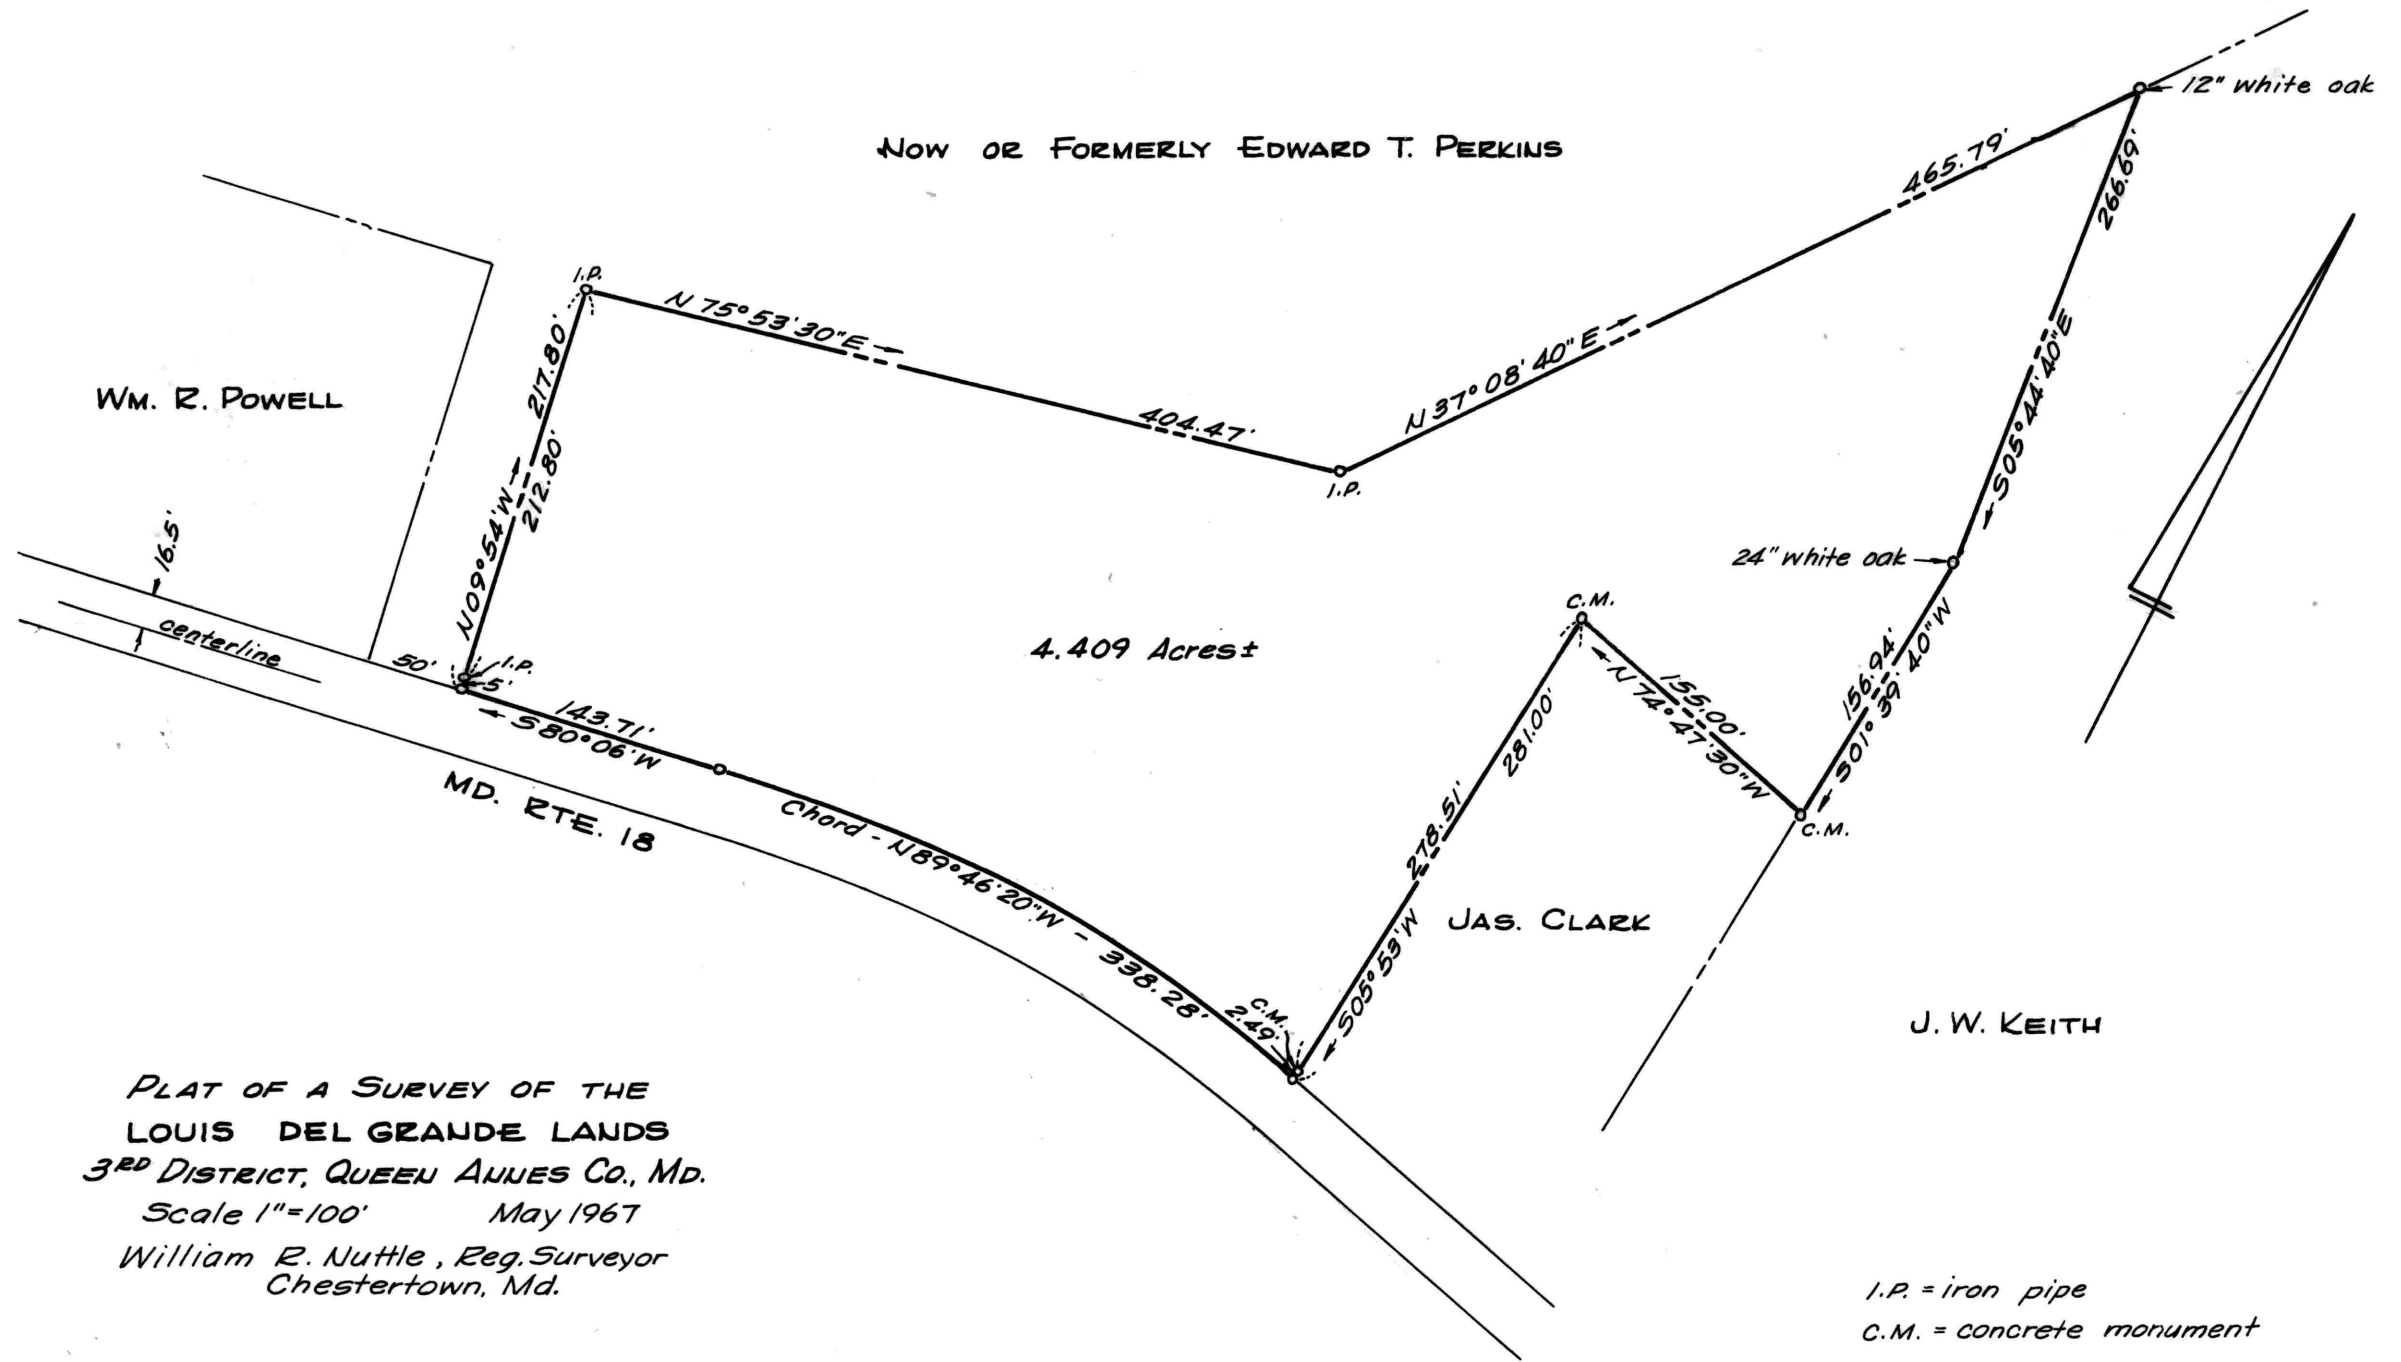 NOW OR FORMERLY EDWARD T. PERKINS
12" white oak
465.79'
266.69'
S05°44'40"E
I.P.
N 75°53'30"E
404.47'
I.P.
N 37°08'40"E
WM. R. POWELL
217.80'
212.80'
N09°54'W
16.5'
centerline
50'
I.P.
5'
143.71'
S80°06'W
MD. RTE. 18
Chord - N89°46'20"W - 338.28'
4.409 Acres±
24" white oak
C.M.
155.00'
N74°47'30"W
156.94'
S01°39'40"W
C.M.
281.00'
278.51'
S05°53'W
C.M.
2.49'
JAS. CLARK
J. W. KEITH
PLAT OF A SURVEY OF THE
LOUIS DEL GRANDE LANDS
3RD DISTRICT, QUEEN ANNES CO., MD.
Scale 1"=100' May 1967
William R. Nuttle, Reg. Surveyor
Chestertown, Md.
I.P. = iron pipe
C.M. = concrete monument